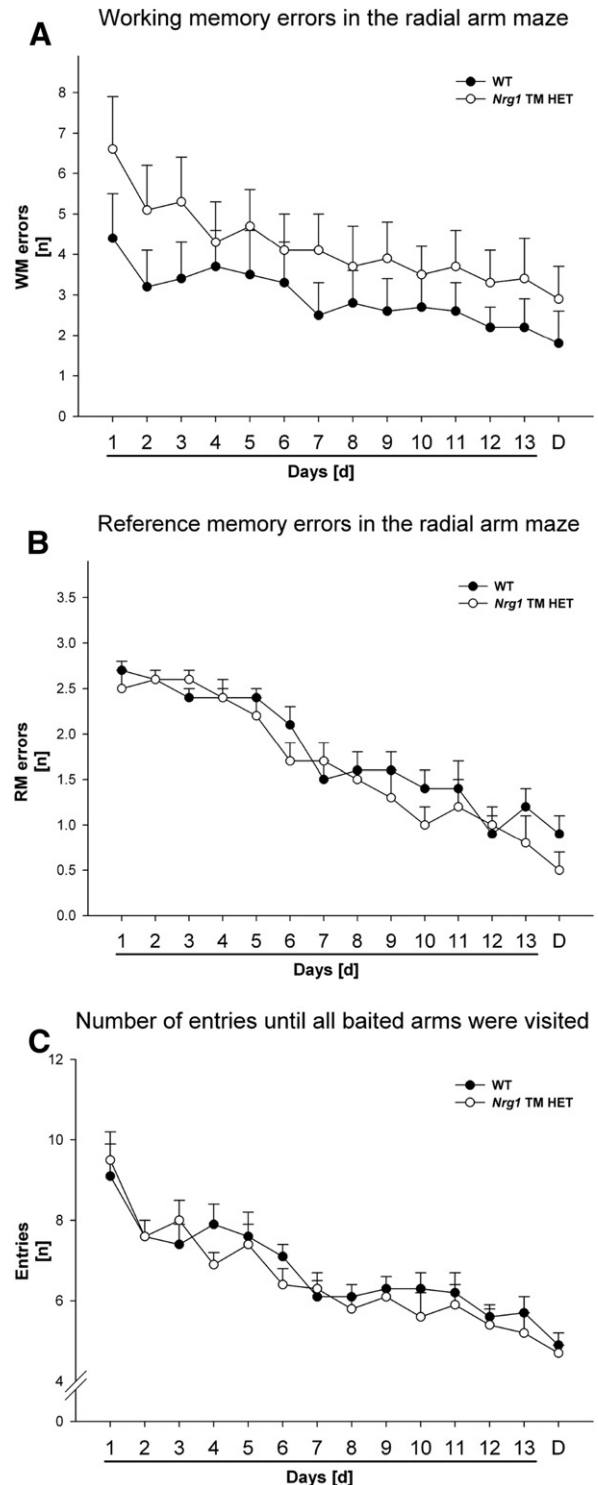 A
Working memory errors in the radial arm maze
WT
Nrg1 TM HET
WM errors
[n]
8
7
6
5
4
3
2
1
0
1 2 3 4 5 6 7 8 9 10 11 12 13 D
Days [d]
B
Reference memory errors in the radial arm maze
WT
Nrg1 TM HET
RM errors
[n]
3.5
3.0
2.5
2.0
1.5
1.0
0.5
0.0
1 2 3 4 5 6 7 8 9 10 11 12 13 D
Days [d]
C
Number of entries until all baited arms were visited
WT
Nrg1 TM HET
Entries
[n]
12
10
8
6
4
0
1 2 3 4 5 6 7 8 9 10 11 12 13 D
Days [d]